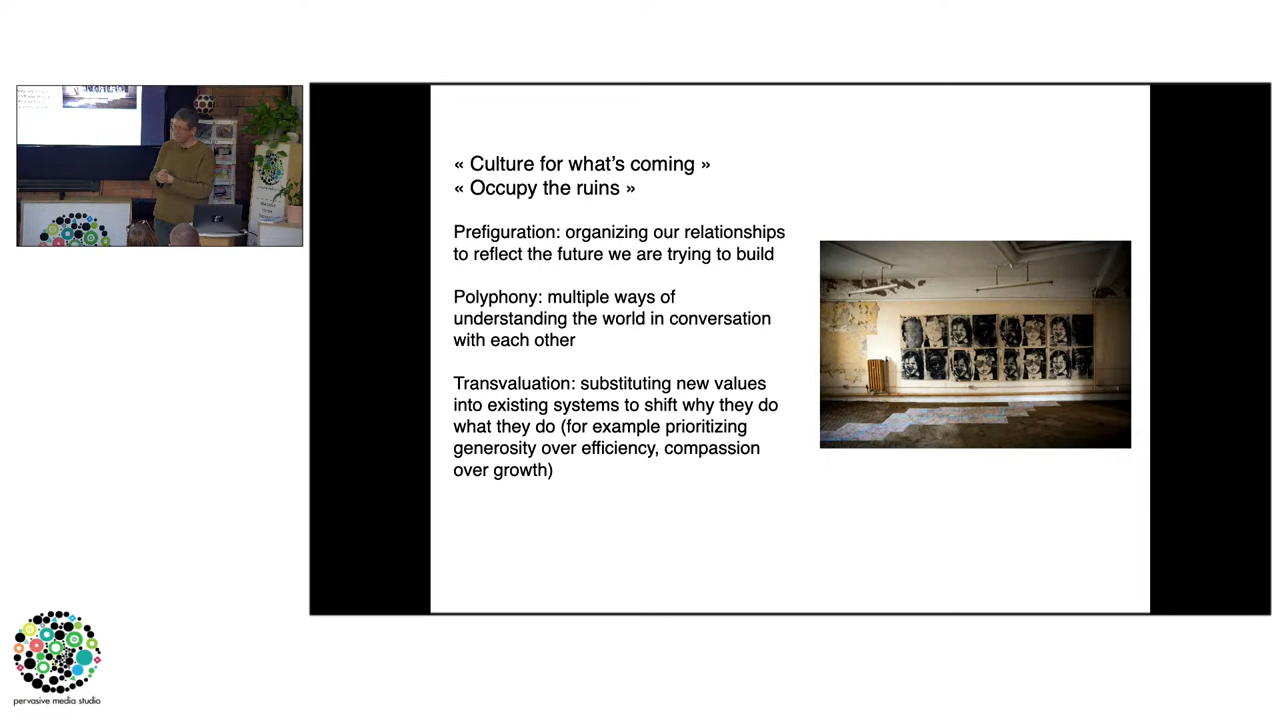 « Culture for what's coming »
« Occupy the ruins »
Prefiguration: organizing our relationships
to reflect the future we are trying to build
Polyphony: multiple ways of
understanding the world in conversation
with each other
Transvaluation: substituting new values
into existing systems to shift why they do
what they do (for example prioritizing
generosity over efficiency, compassion
over growth)
pervasive media studio